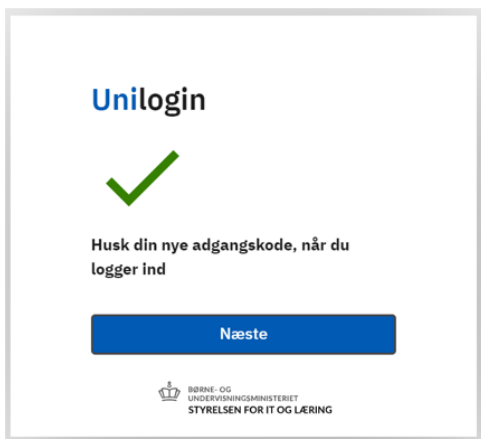 Unilogin
Husk din nye adgangskode, når du
logger ind
Næste
BØRNE- OG
UNDERVISNINGSMINISTERIET
STYRELSEN FOR IT OG LÆRING